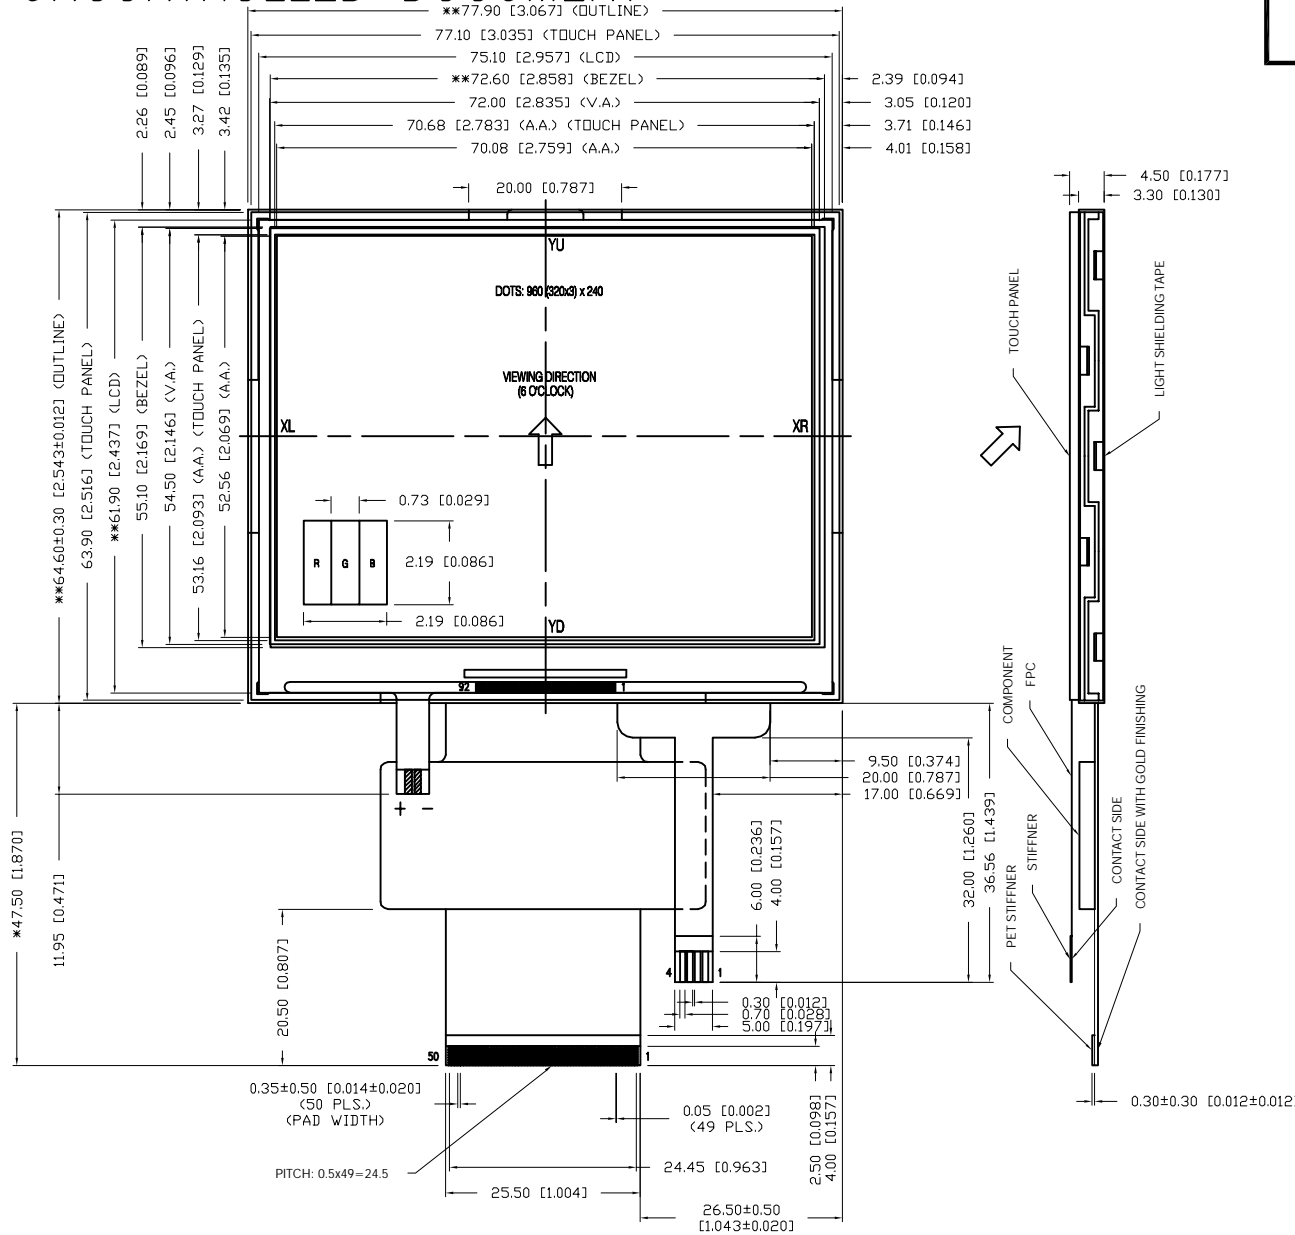 **77.90 [3.067] (OUTLINE)
77.10 [3.035] (TOUCH PANEL)
75.10 [2.957] (LCD)
**72.60 [2.858] (BEZEL)
72.00 [2.835] (V.A.)
70.68 [2.783] (A.A.) (TOUCH PANEL)
70.08 [2.759] (A.A.)
20.00 [0.787]
2.39 [0.094]
3.05 [0.120]
3.71 [0.146]
4.01 [0.158]
2.26 [0.089]
2.45 [0.096]
3.27 [0.129]
3.42 [0.135]
4.50 [0.177]
3.30 [0.130]
**64.60±0.30 [2.543±0.012] (OUTLINE)
63.90 [2.516] (TOUCH PANEL)
**61.90 [2.437] (LCD)
55.10 [2.169] (BEZEL)
54.50 [2.146] (V.A.)
53.16 [2.093] (A.A.) (TOUCH PANEL)
52.56 [2.069] (A.A.)
YU
DOTS: 960 (320x3) x 240
VIEWING DIRECTION
(6 O'CLOCK)
XL
XR
0.73 [0.029]
R G B
2.19 [0.086]
2.19 [0.086]
YD
92
1
TOUCH PANEL
LIGHT SHIELDING TAPE
COMPONENT
FPC
STIFFNER
PET STIFFNER
CONTACT SIDE
CONTACT SIDE WITH GOLD FINISHING
+ -
9.50 [0.374]
20.00 [0.787]
17.00 [0.669]
*47.50 [1.870]
11.95 [0.471]
20.50 [0.807]
6.00 [0.236]
4.00 [0.157]
32.00 [1.260]
36.56 [1.439]
4
1
0.30 [0.012]
0.70 [0.028]
5.00 [0.197]
50
1
0.35±0.50 [0.014±0.020]
(50 PLS.)
(PAD WIDTH)
0.05 [0.002]
(49 PLS.)
2.50 [0.098]
4.00 [0.157]
0.30±0.30 [0.012±0.012]
PITCH: 0.5x49=24.5
24.45 [0.963]
25.50 [1.004]
26.50±0.50
[1.043±0.020]